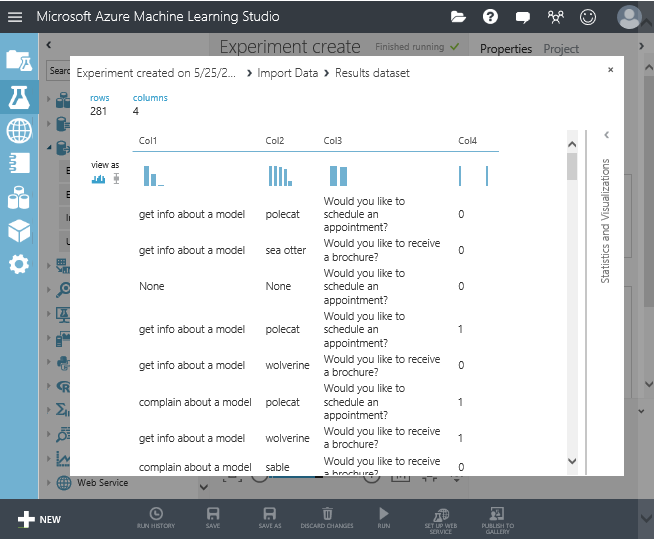 Microsoft Azure Machine Learning Studio
Experiment create
Finished running
Properties Project
Experiment created on 5/25/2... Import Data Results dataset
rows columns
281 4
Col1 Col2 Col3 Col4
view as
Would you like to
get info about a model polecat schedule an 0
appointment?
get info about a model sea otter Would you like to receive 0
a brochure?
Would you like to
None None schedule an 0
appointment?
Would you like to
get info about a model polecat schedule an 1
appointment?
get info about a model wolverine Would you like to receive 0
a brochure?
Would you like to
complain about a model polecat schedule an 1
appointment?
get info about a model wolverine Would you like to receive 1
a brochure?
complain about a model sable Would you like to receive 0
a brochure?
Statistics and Visualizations
Sear
Web Service
NEW
RUN HISTORY
SAVE
SAVE AS
DISCARD CHANGES
RUN
SET UP WEB
SERVICE
PUBLISH TO
GALLERY